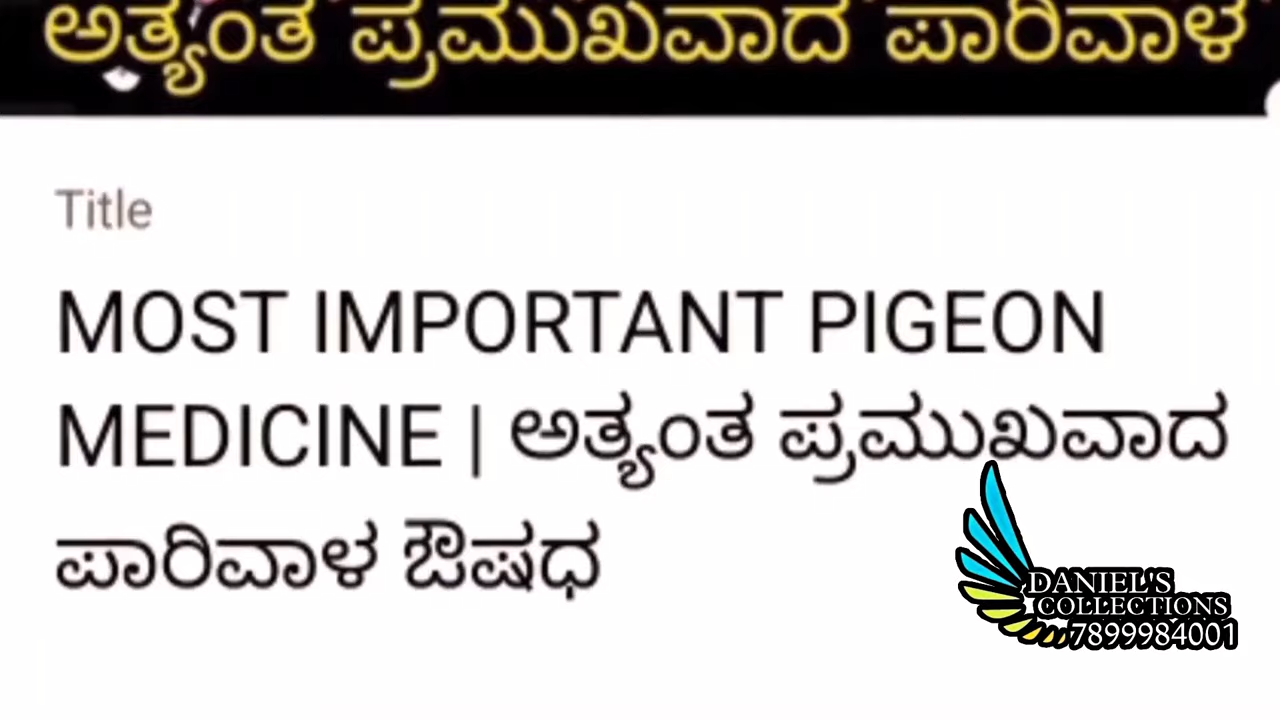 ಅತ್ಯಂತ ಪ್ರಮುಖವಾದ ಪಾರಿವಾಳ
Title
MOST IMPORTANT PIGEON
MEDICINE | ಅತ್ಯಂತ ಪ್ರಮುಖವಾದ
ಪಾರಿವಾಳ ಔಷಧ
DANIEL'S
COLLECTIONS
7899984001